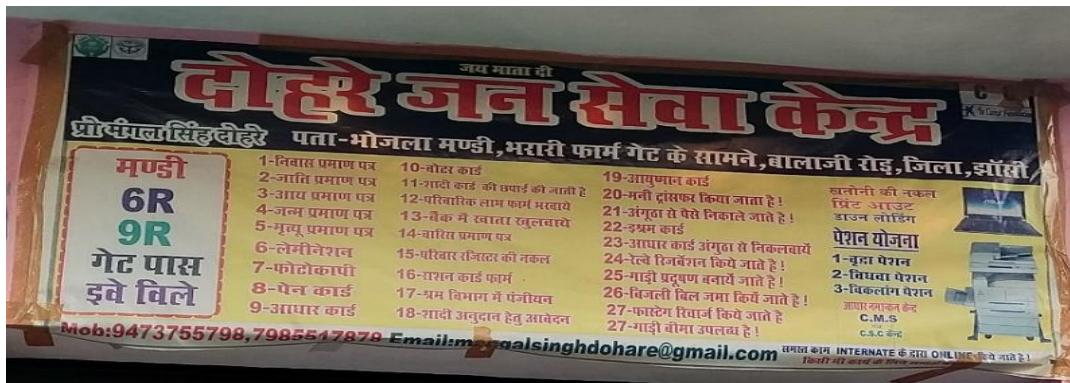 जय माता दी
दोहरे जन सेवा केन्द्र
प्रो मंगल सिंह दोहरे पता-भोजला मण्डी,भरारी फार्म गेट के सामने,बालाजी रोड़,जिला,झाँसी
मण्डी
6R
9R
गेट पास
इवे विले
1-निवास प्रमाण पत्र
2-जाति प्रमाण पत्र
3-आय प्रमाण पत्र
4-जन्म प्रमाण पत्र
5-मृत्यू प्रमाण पत्र
6-लेमीनेशन
7-फोटोकापी
8-पेन कार्ड
9-आधार कार्ड
10-वोटर कार्ड
11-शादी कार्ड की छपाई की जाती है
12-परिवारिक लाभ फार्म भरवाये
13-बैंक में खाता खुलवाये
14-वारिस प्रमाण पत्र
15-परिवार रजिस्टर की नकल
16-राशन कार्ड फार्म
17-श्रम विभाग में पंजीयन
18-शादी अनुदान हेतु आवेदन
19-आयुष्मान कार्ड
20-मनी ट्रांसफर किया जाता है !
21-अंगूठा से पैसे निकाले जाते है !
22-इश्रम कार्ड
23-आधार कार्ड अंगुठा से निकलवायें
24-रेल्वे रिजर्वेशन किये जाते है !
25-गाड़ी प्रदूषण बनायें जाते है !
26-बिजली बिल जमा कियें जाते है !
27-फास्टेग रिचार्ज किये जाते है
27-गाड़ी बीमा उपलब्ध है !
खतोनी की नकल
प्रिंट आउट
डाउन लोडिंग
पेशन योजना
1-वृद्वा पेशन
2-विधवा पेशन
3-विकलांग पेशन
आधार नमाकन केन्द्र
C.M.S
C.S.C केन्द्र
Mob:9473755798,7985517878 Email:mangalsinghdohare@gmail.com
समस्त काम INTERNATE के द्वारा ONLINE किये जाते है !